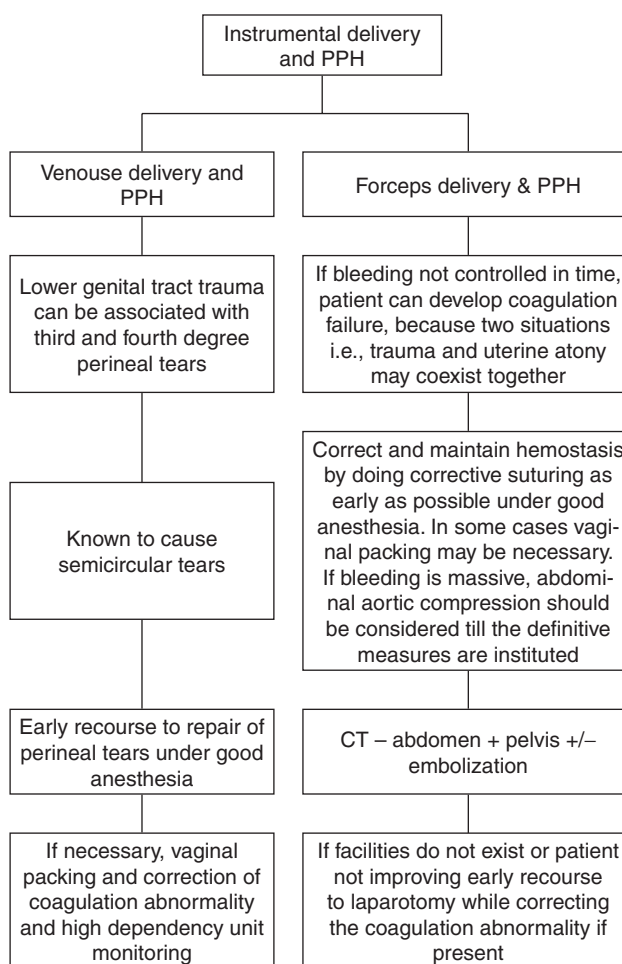 Instrumental delivery
and PPH
Venouse delivery and
PPH
Lower genital tract trauma
can be associated with
third and fourth degree
perineal tears
Known to cause
semicircular tears
Early recourse to repair of
perineal tears under good
anesthesia
If necessary, vaginal
packing and correction of
coagulation abnormality
and high dependency unit
monitoring
Forceps delivery & PPH
If bleeding not controlled in time,
patient can develop coagulation
failure, because two situations
i.e., trauma and uterine atony
may coexist together
Correct and maintain hemostasis
by doing corrective suturing as
early as possible under good
anesthesia. In some cases vagi-
nal packing may be necessary.
If bleeding is massive, abdomi-
nal aortic compression should
be considered till the definitive
measures are instituted
CT – abdomen + pelvis +/–
embolization
If facilities do not exist or patient
not improving early recourse
to laparotomy while correcting
the coagulation abnormality if
present